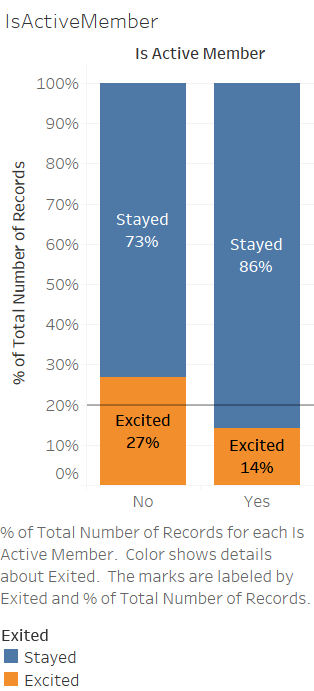 IsActiveMember
Is Active Member
% of Total Number of Records
100%
90%
80%
70%
60%
50%
40%
30%
20%
10%
0%
Stayed
73%
Stayed
86%
Excited
27%
Excited
14%
No
Yes
% of Total Number of Records for each Is
Active Member. Color shows details
about Exited. The marks are labeled by
Exited and % of Total Number of Records.
Exited
Stayed
Excited